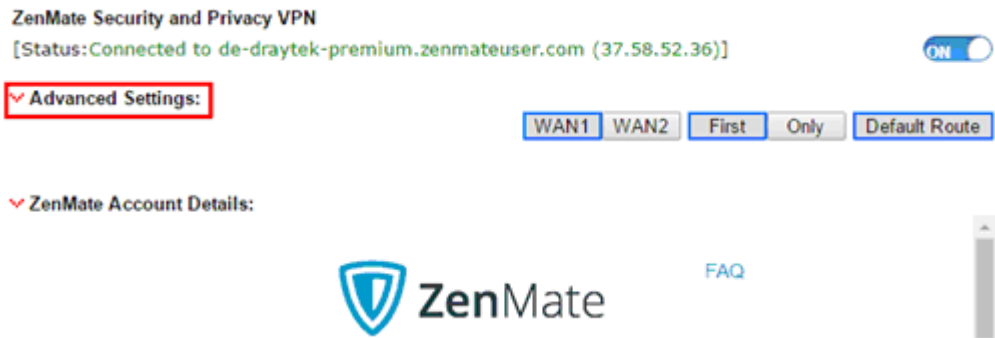 ZenMate Security and Privacy VPN
[Status:Connected to de-draytek-premium.zenmateuser.com (37.58.52.36)]
ON
Advanced Settings:
WAN1 WAN2 First Only Default Route
ZenMate Account Details:
FAQ
ZenMate